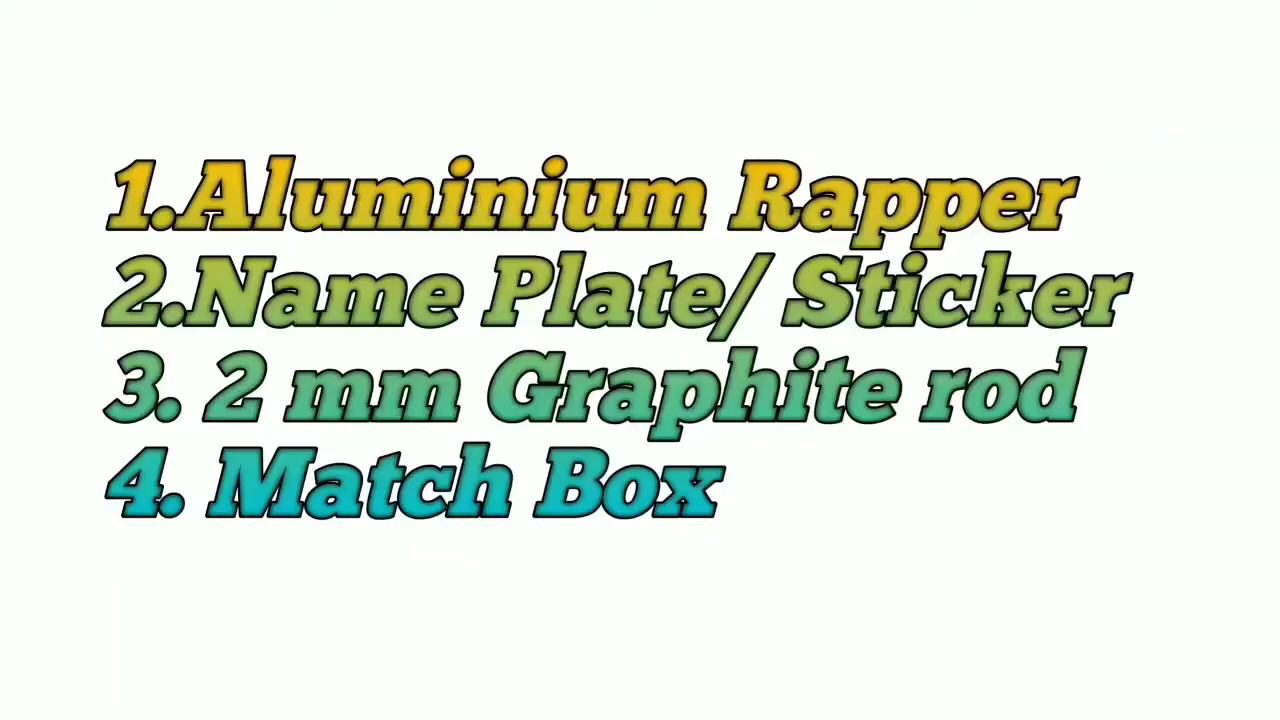 1.Aluminium Rapper
2.Name Plate/ Sticker
3. 2 mm Graphite rod
4. Match Box